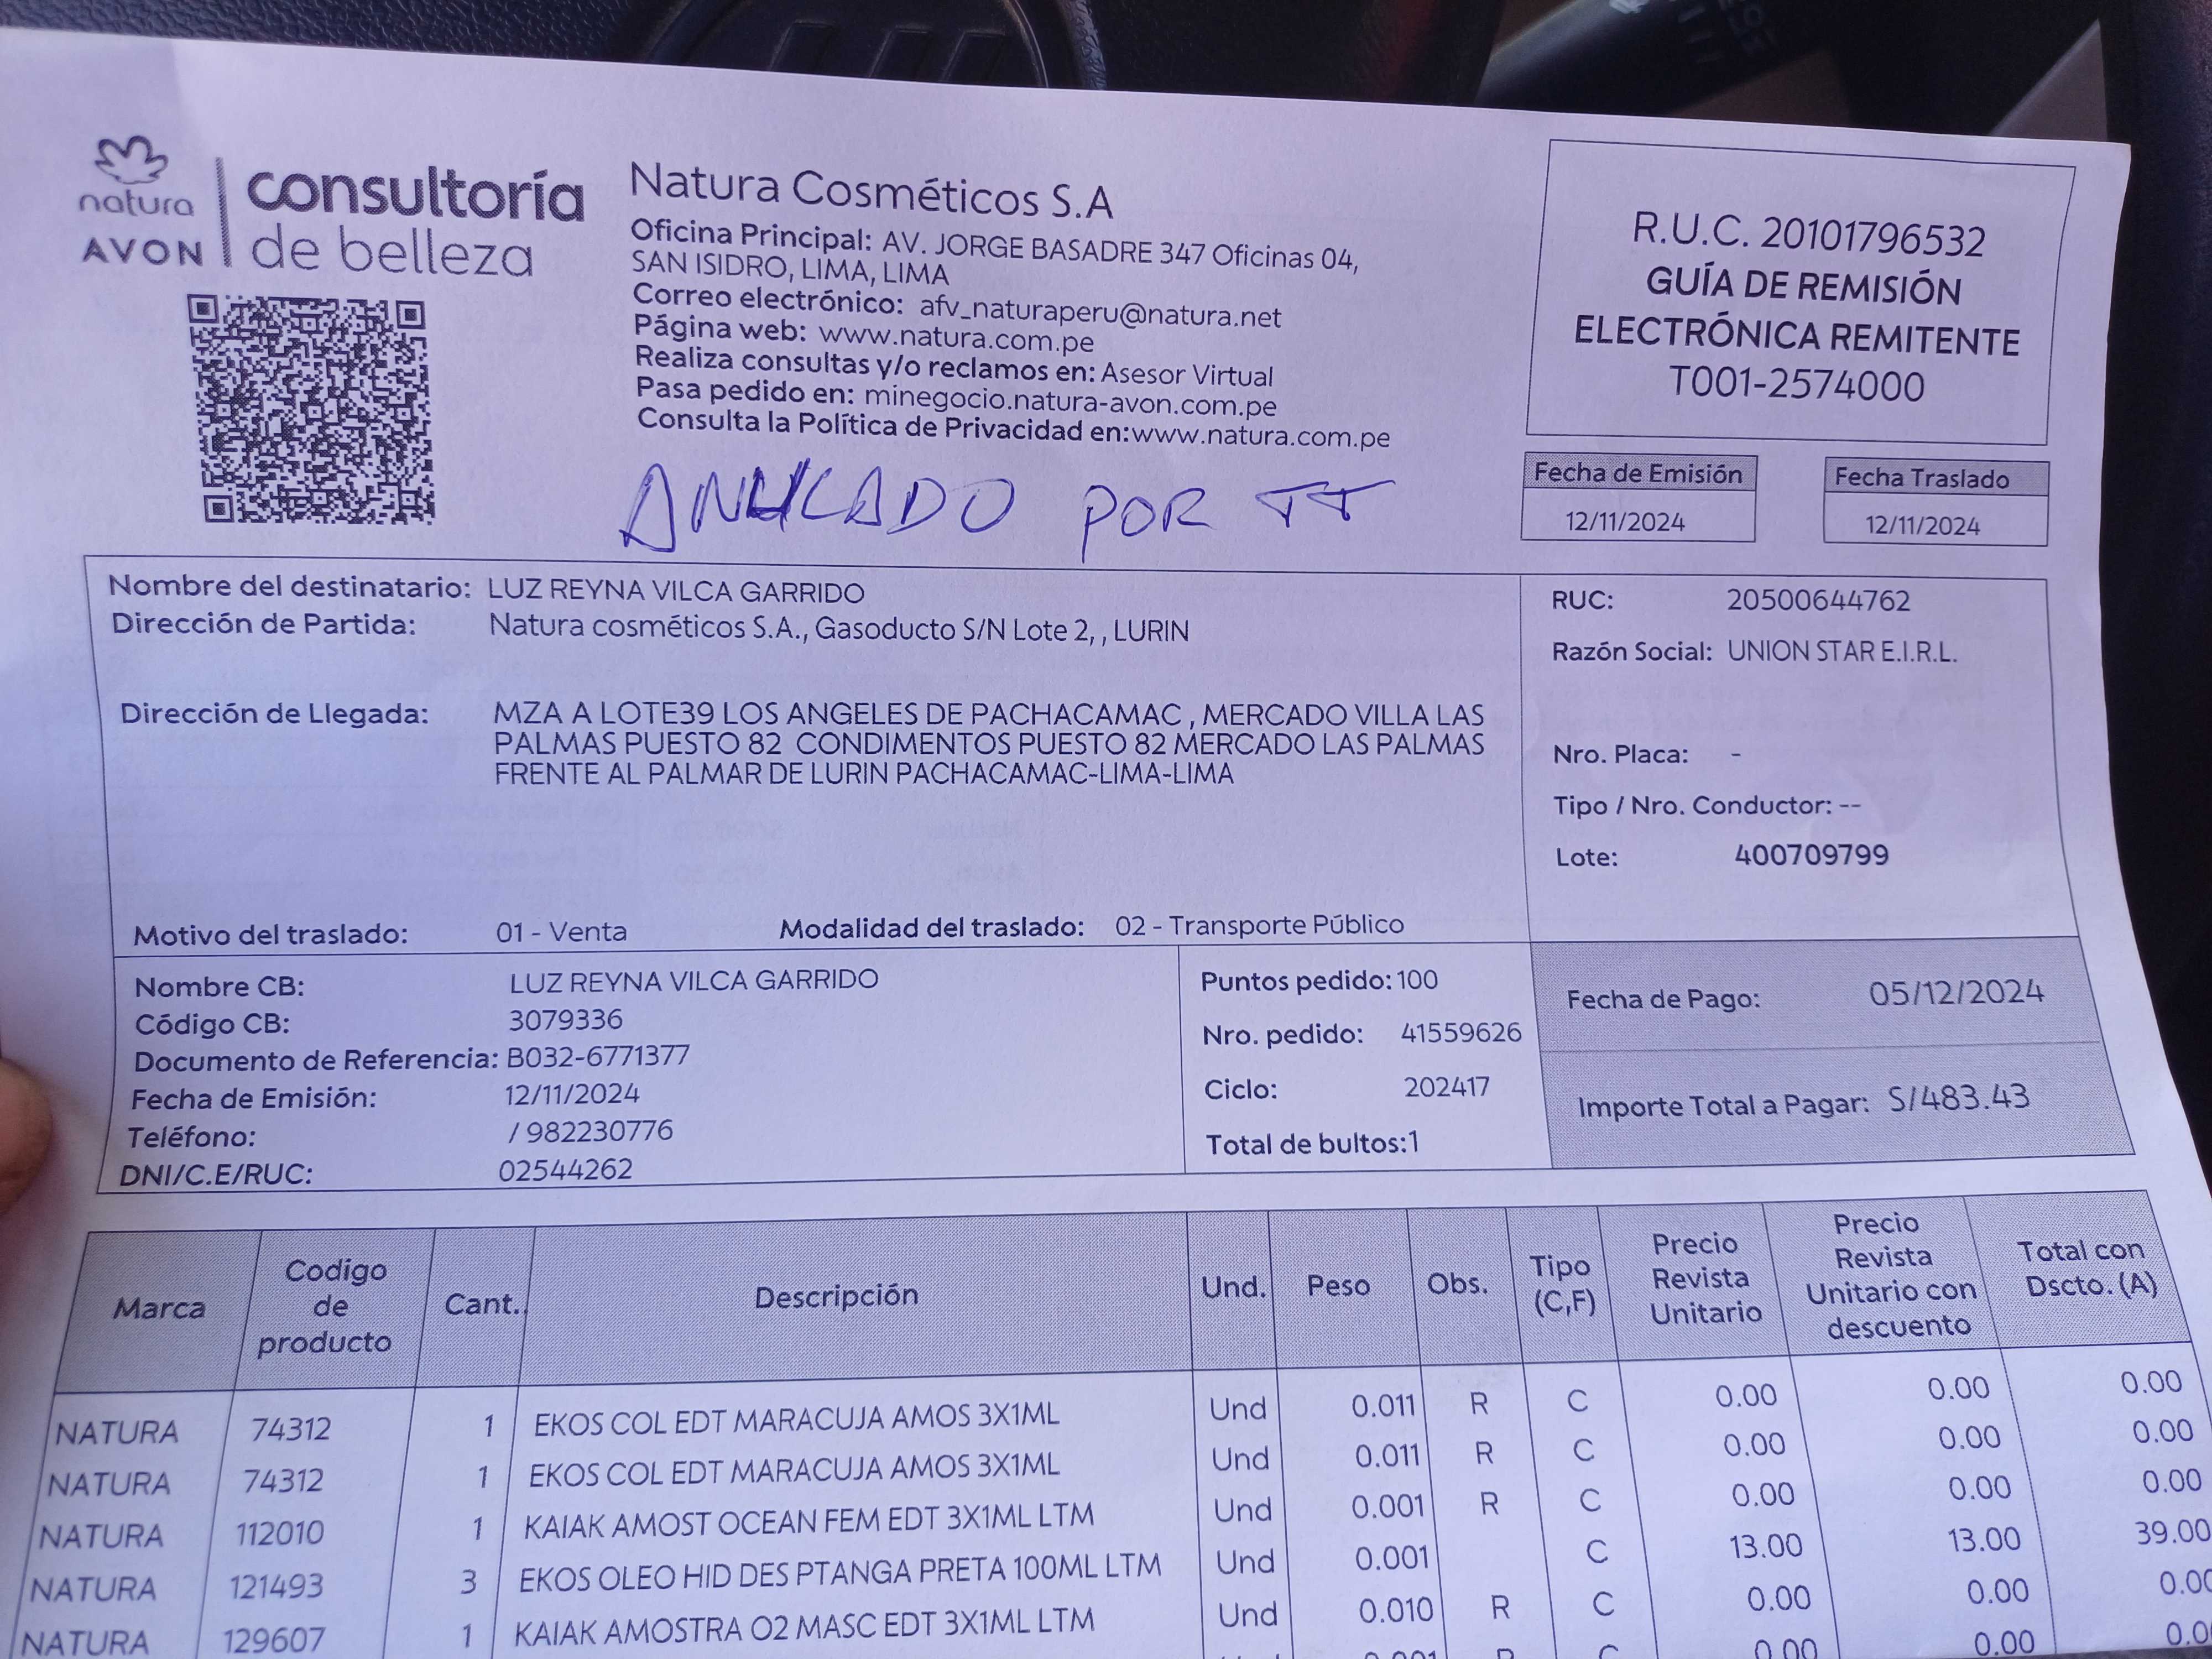 natura
AVON
consultoría
de belleza
Natura Cosméticos S.A
Oficina Principal: AV. JORGE BASADRE 347 Oficinas 04,
SAN ISIDRO, LIMA, LIMA
Correo electrónico: afv_naturaperu@natura.net
Página web: www.natura.com.pe
Realiza consultas y/o reclamos en: Asesor Virtual
Pasa pedido en: minegocio.natura-avon.com.pe
Consulta la Política de Privacidad en:www.natura.com.pe
R.U.C. 20101796532
GUÍA DE REMISIÓN
ELECTRÓNICA REMITENTE
T001-2574000
ANULADO POR TT
Fecha de Emisión
12/11/2024
Fecha Traslado
12/11/2024
Nombre del destinatario: LUZ REYNA VILCA GARRIDO
Dirección de Partida: Natura cosméticos S.A., Gasoducto S/N Lote 2, , LURIN
Dirección de Llegada: MZA A LOTE39 LOS ANGELES DE PACHACAMAC , MERCADO VILLA LAS
PALMAS PUESTO 82 CONDIMENTOS PUESTO 82 MERCADO LAS PALMAS
FRENTE AL PALMAR DE LURIN PACHACAMAC-LIMA-LIMA
Motivo del traslado: 01 - Venta Modalidad del traslado: 02 - Transporte Público
RUC: 20500644762
Razón Social: UNION STAR E.I.R.L.
Nro. Placa: -
Tipo / Nro. Conductor: --
Lote: 400709799
Nombre CB: LUZ REYNA VILCA GARRIDO
Código CB: 3079336
Documento de Referencia: B032-6771377
Fecha de Emisión: 12/11/2024
Teléfono: / 982230776
DNI/C.E/RUC: 02544262
Puntos pedido: 100
Nro. pedido: 41559626
Ciclo: 202417
Total de bultos:1
Fecha de Pago: 05/12/2024
Importe Total a Pagar: S/483.43
Marca Codigo de producto Cant. Descripción Und. Peso Obs. Tipo (C,F) Precio Revista Unitario Precio Revista Unitario con descuento Total con Dscto. (A)
NATURA 74312 1 EKOS COL EDT MARACUJA AMOS 3X1ML Und 0.011 R C 0.00 0.00 0.00
NATURA 74312 1 EKOS COL EDT MARACUJA AMOS 3X1ML Und 0.011 R C 0.00 0.00 0.00
NATURA 112010 1 KAIAK AMOST OCEAN FEM EDT 3X1ML LTM Und 0.001 R C 0.00 0.00 0.00
NATURA 121493 3 EKOS OLEO HID DES PTANGA PRETA 100ML LTM Und 0.001 C 13.00 13.00 39.00
NATURA 129607 1 KAIAK AMOSTRA O2 MASC EDT 3X1ML LTM Und 0.010 R C 0.00 0.00 0.00